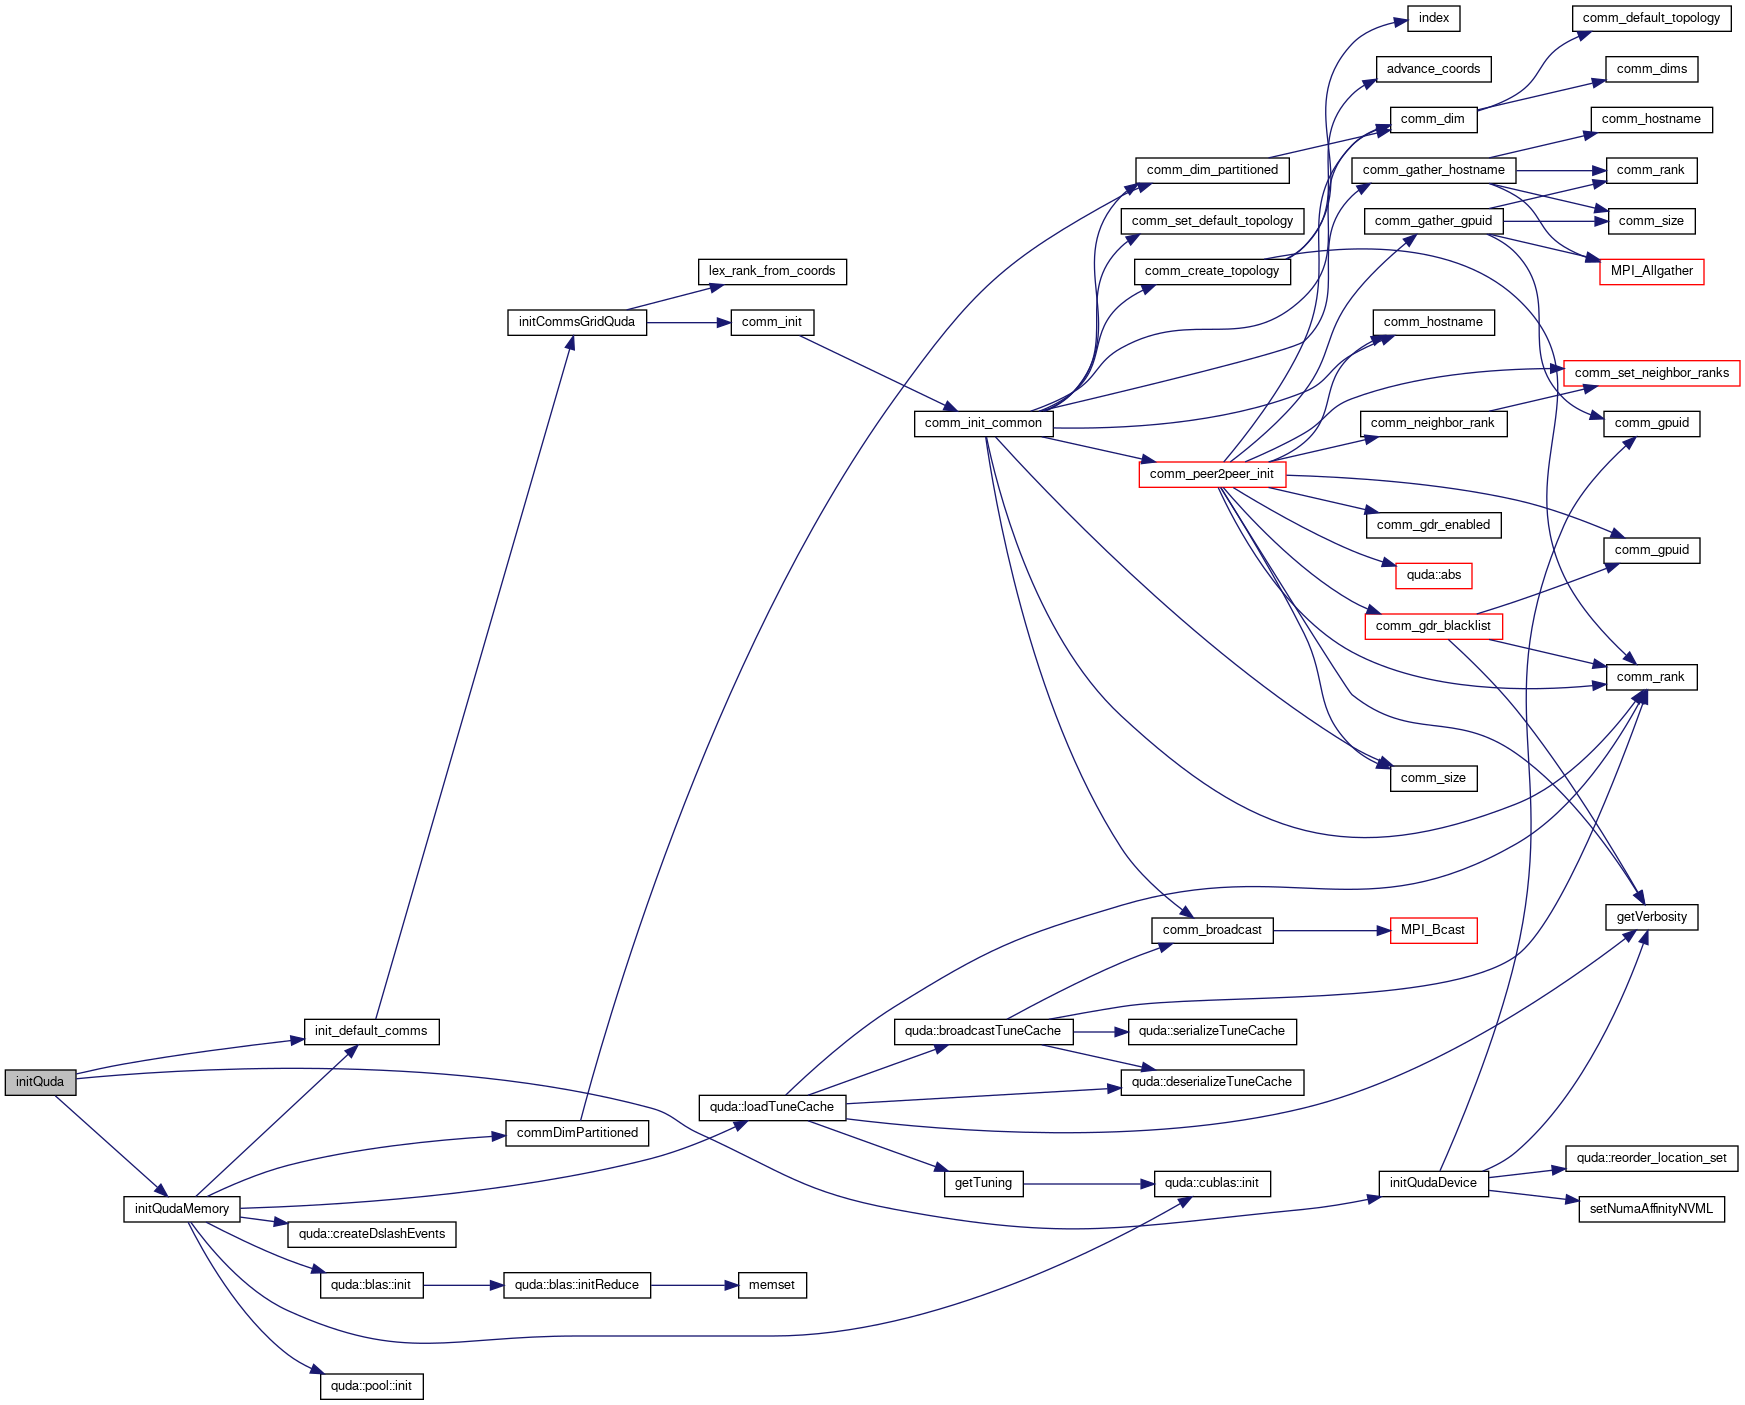 index
comm_default_topology
advance_coords
comm_dims
comm_dim
comm_hostname
comm_dim_partitioned
comm_gather_hostname
comm_rank
comm_set_default_topology
comm_gather_gpuid
comm_size
lex_rank_from_coords
comm_create_topology
MPI_Allgather
initCommsGridQuda
comm_init
comm_hostname
comm_set_neighbor_ranks
comm_init_common
comm_neighbor_rank
comm_gpuid
comm_peer2peer_init
comm_gdr_enabled
comm_gpuid
quda::abs
comm_gdr_blacklist
comm_rank
comm_size
getVerbosity
comm_broadcast
MPI_Bcast
init_default_comms
quda::broadcastTuneCache
quda::serializeTuneCache
initQuda
quda::deserializeTuneCache
quda::loadTuneCache
commDimPartitioned
quda::reorder_location_set
getTuning
quda::cublas::init
initQudaDevice
initQudaMemory
setNumaAffinityNVML
quda::createDslashEvents
quda::blas::init
quda::blas::initReduce
memset
quda::pool::init